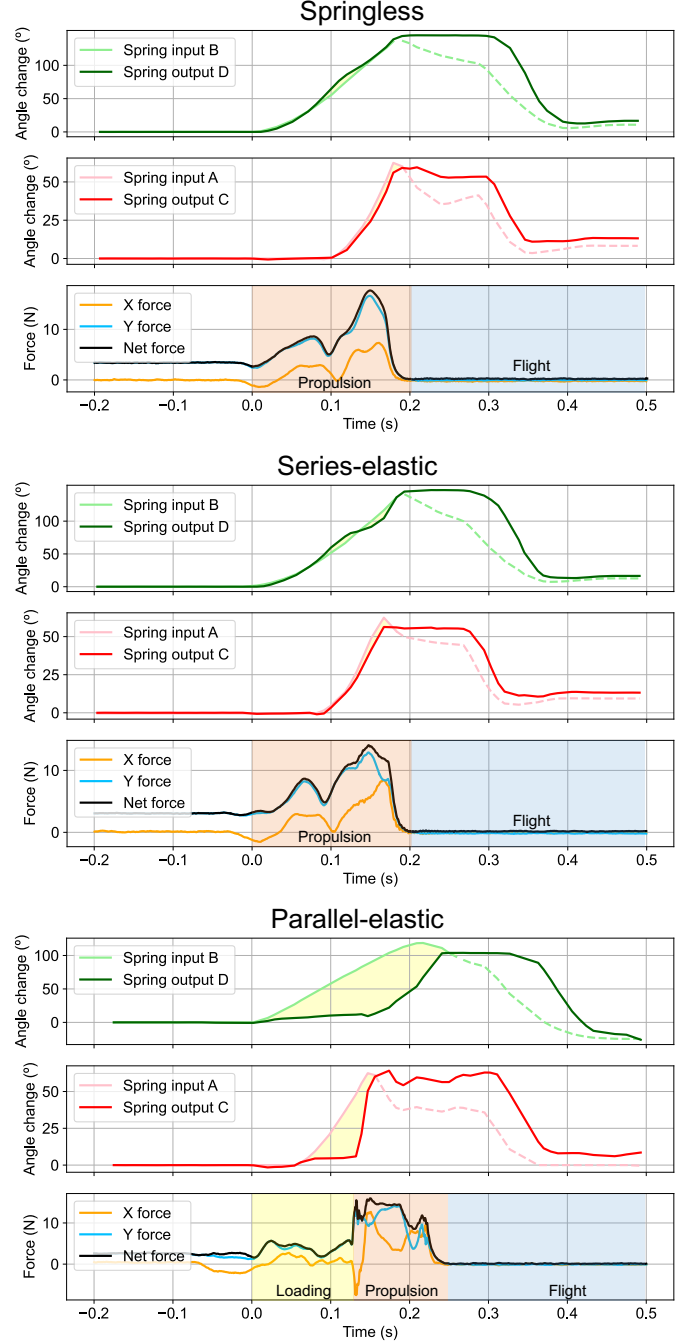 Springless
Angle change (º)
100
50
0
Spring input B
Spring output D
Angle change (º)
50
25
0
Spring input A
Spring output C
Force (N)
10
0
X force
Y force
Net force
Propulsion
Flight
−0.2 −0.1 0.0 0.1 0.2 0.3 0.4 0.5
Time (s)
Series-elastic
Angle change (º)
100
50
0
Spring input B
Spring output D
Angle change (º)
50
25
0
Spring input A
Spring output C
Force (N)
10
0
X force
Y force
Net force
Propulsion
Flight
−0.2 −0.1 0.0 0.1 0.2 0.3 0.4 0.5
Time (s)
Parallel-elastic
Angle change (º)
100
50
0
Spring input B
Spring output D
Angle change (º)
50
25
0
Spring input A
Spring output C
Force (N)
10
0
X force
Y force
Net force
Loading
Propulsion
Flight
−0.2 −0.1 0.0 0.1 0.2 0.3 0.4 0.5
Time (s)